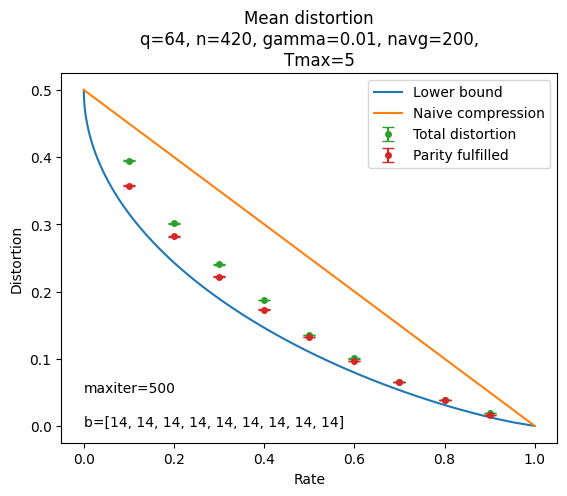 Mean distortion
q=64, n=420, gamma=0.01, navg=200,
Tmax=5
Lower bound
Naive compression
Total distortion
Parity fulfilled
0.5
0.4
0.3
0.2
0.1
0.0
Distortion
maxiter=500
b=[14, 14, 14, 14, 14, 14, 14, 14, 14]
0.0 0.2 0.4 0.6 0.8 1.0
Rate